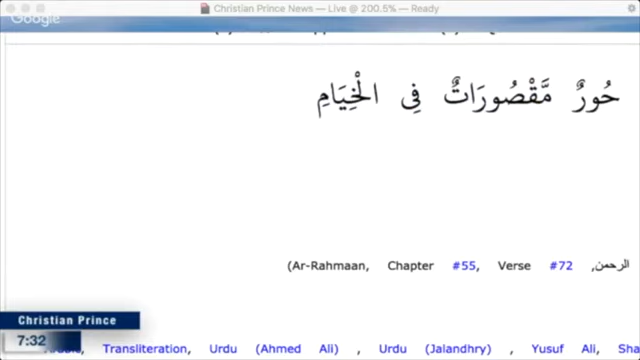 Christian Prince News — Live @ 200.5% — Ready
Google
حُورٌ مَّقْصُورَاتٌ فِي الْخِيَامِ
(Ar-Rahmaan, Chapter #55, Verse #72 الرحمن,
Christian Prince
7:32
Transliteration, Urdu (Ahmed Ali) , Urdu (Jalandhry) , Yusuf Ali, Sha